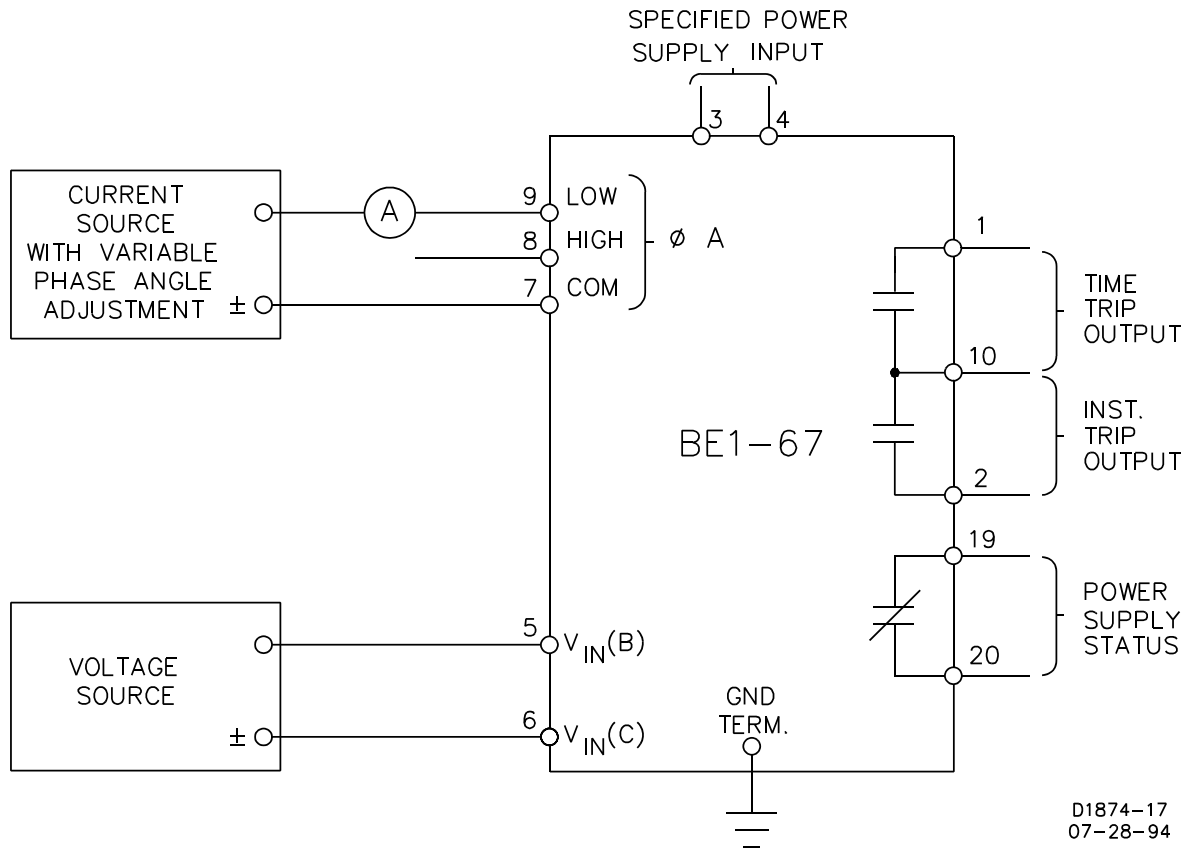 SPECIFIED POWER
SUPPLY INPUT
3
4
CURRENT
SOURCE
WITH VARIABLE
PHASE ANGLE
ADJUSTMENT
±
A
9
LOW
8
HIGH
7
COM
ø A
1
TIME
TRIP
OUTPUT
10
INST.
TRIP
OUTPUT
2
BE1-67
19
POWER
SUPPLY
STATUS
20
VOLTAGE
SOURCE
±
5
VIN(B)
6
VIN(C)
GND
TERM.
D1874-17
07-28-94